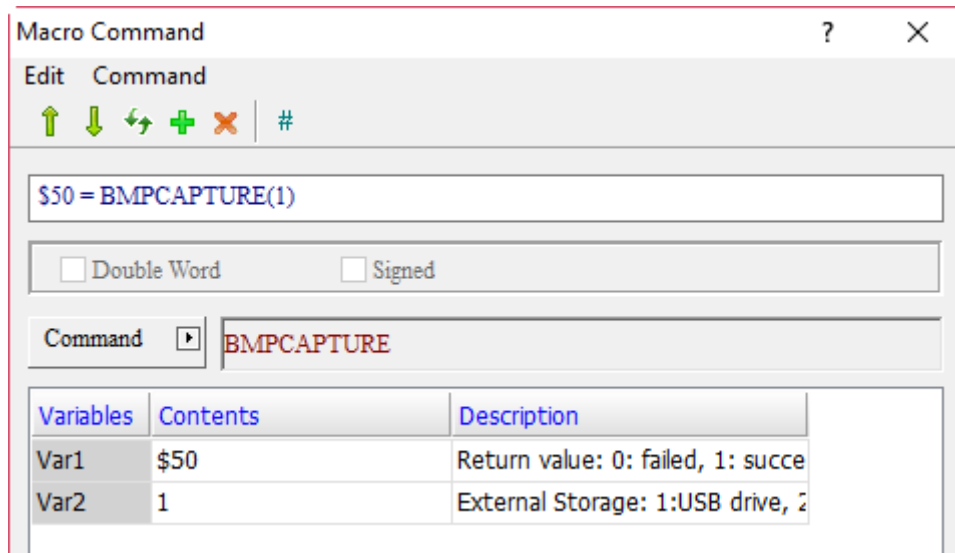 Macro Command ?
Edit Command
#
$50 = BMPCAPTURE(1)
Double Word Signed
Command BMPCAPTURE
Variables Contents Description
Var1 $50 Return value: 0: failed, 1: succe
Var2 1 External Storage: 1:USB drive, 2